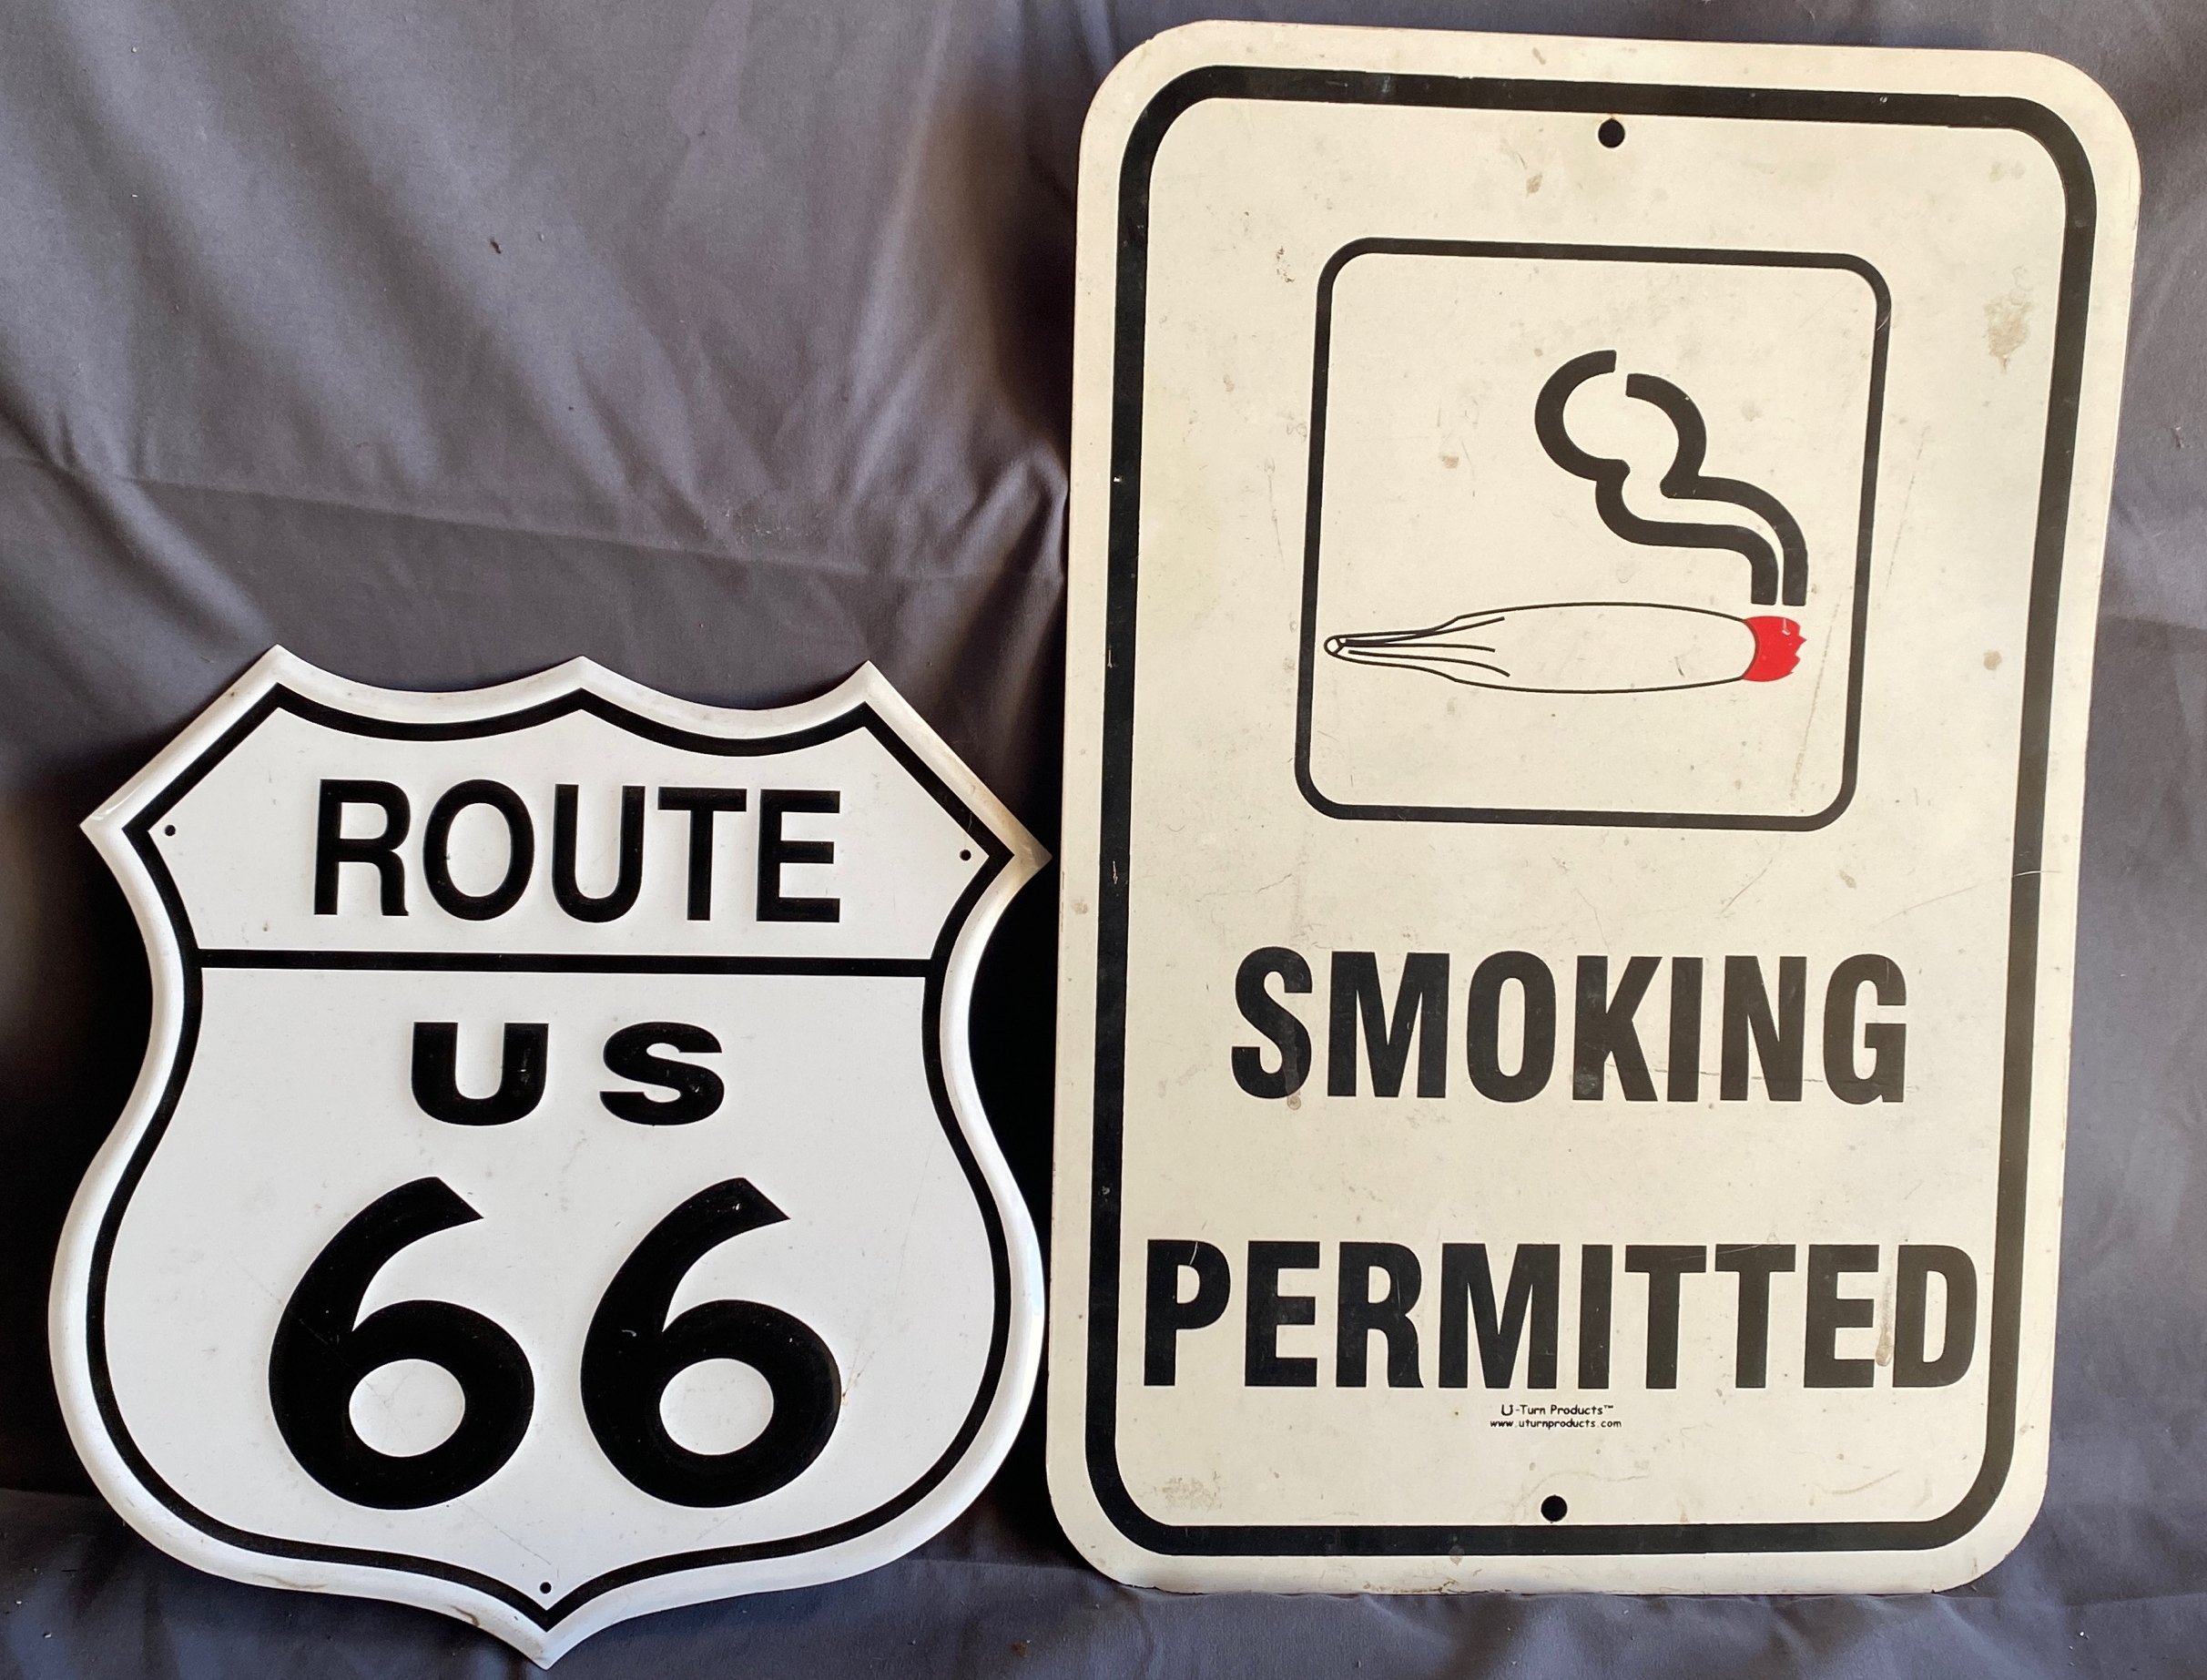 ROUTE
US
66
SMOKING
PERMITTED
U-Turn Products™
www.uturnproducts.com